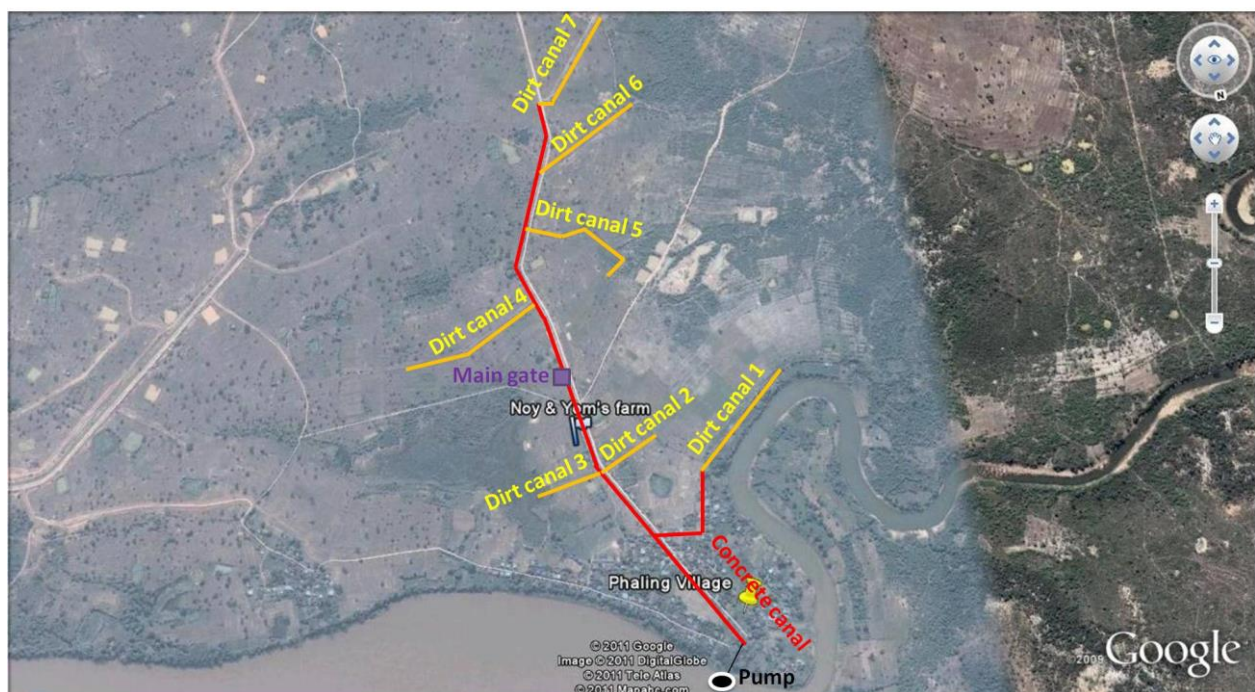 Dirt canal 7
Dirt canal 6
Dirt canal 5
Dirt canal 4
Main gate
Noy & Yom's farm
Dirt canal 1
Dirt canal 2
Dirt canal 3
Concrete canal
Phaling Village
© 2011 Google
Image © 2011 DigitalGlobe
© 2011 Tele Atlas
© 2011 Mapabc.com
Pump
2009
Google
N